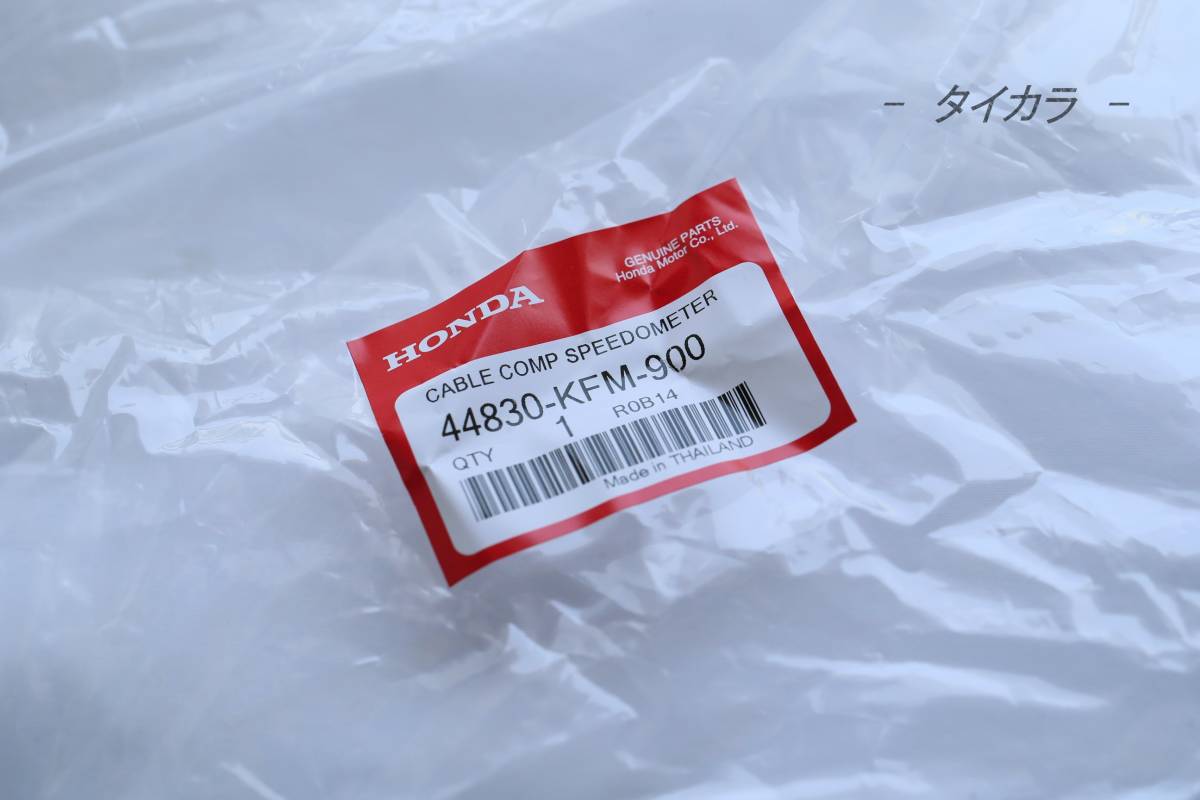 - タイカラ -
HONDA
GENUINE PARTS
Honda Motor Co., Ltd.
CABLE COMP SPEEDOMETER
44830-KFM-900
QTY 1 R0B14
Made in THAILAND